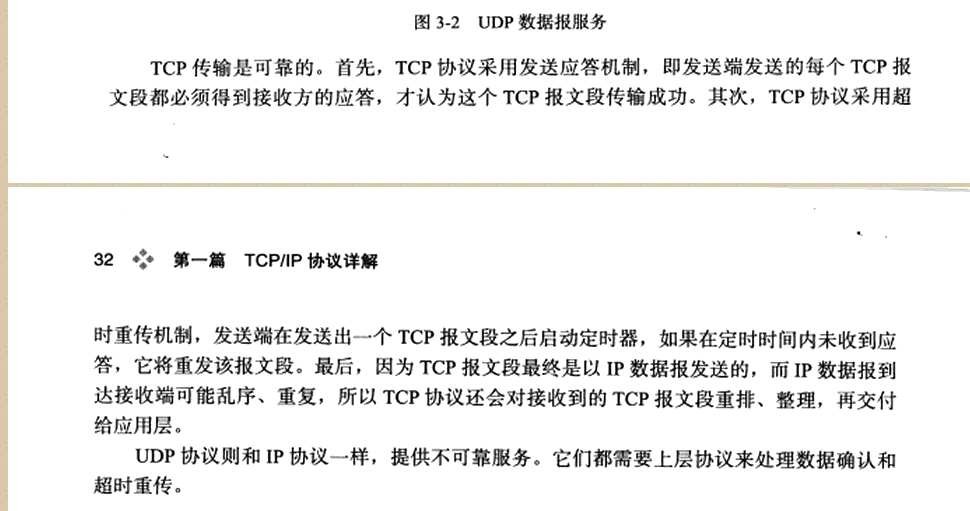 图 3-2 UDP 数据报服务
TCP 传输是可靠的。首先，TCP 协议采用发送应答机制，即发送端发送的每个 TCP 报
文段都必须得到接收方的应答，才认为这个 TCP 报文段传输成功。其次，TCP 协议采用超
32 第一篇 TCP/IP 协议详解
时重传机制，发送端在发送出一个 TCP 报文段之后启动定时器，如果在定时时间内未收到应
答，它将重发该报文段。最后，因为 TCP 报文段最终是以 IP 数据报发送的，而 IP 数据报到
达接收端可能乱序、重复，所以 TCP 协议还会对接收到的 TCP 报文段重排、整理，再交付
给应用层。
UDP 协议则和 IP 协议一样，提供不可靠服务。它们都需要上层协议来处理数据确认和
超时重传。